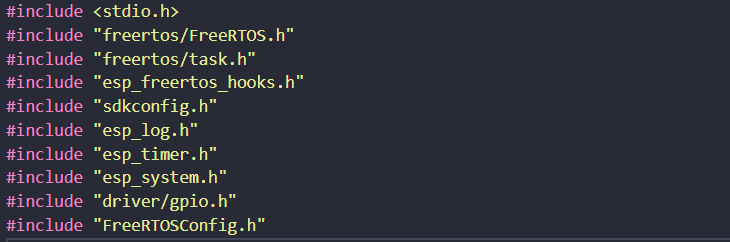 #include <stdio.h>
#include "freertos/FreeRTOS.h"
#include "freertos/task.h"
#include "esp_freertos_hooks.h"
#include "sdkconfig.h"
#include "esp_log.h"
#include "esp_timer.h"
#include "esp_system.h"
#include "driver/gpio.h"
#include "FreeRTOSConfig.h"